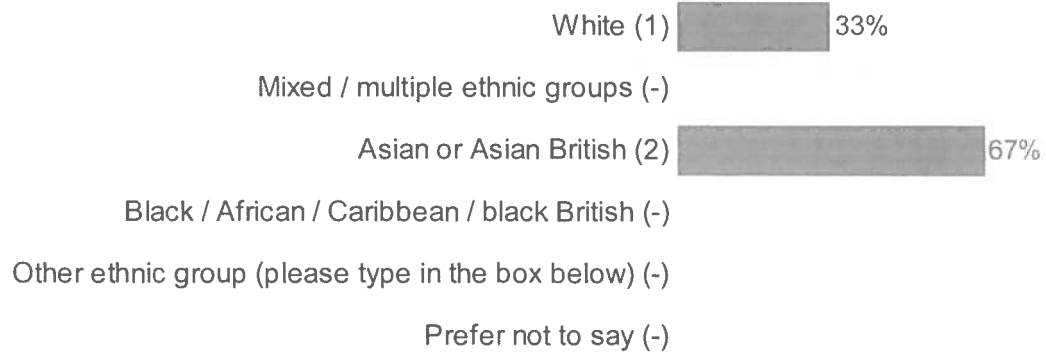 White (1) 33%
Mixed / multiple ethnic groups (-)
Asian or Asian British (2) 67%
Black / African / Caribbean / black British (-)
Other ethnic group (please type in the box below) (-)
Prefer not to say (-)